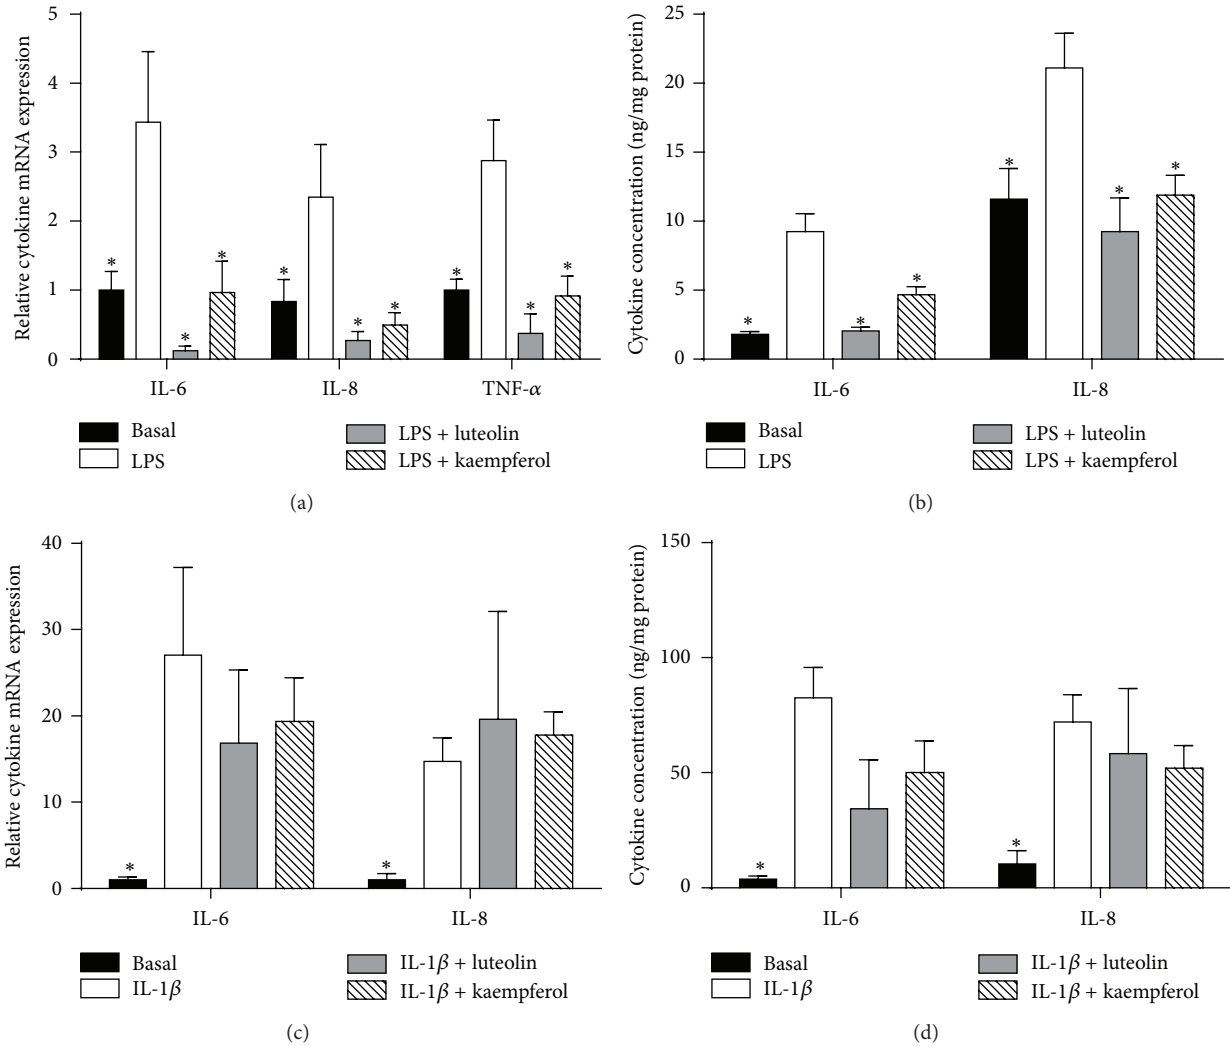 Relative cytokine mRNA expression
5
4
3
2
1
0
* * * * * * * * *
IL-6 IL-8 TNF-α
Basal
LPS
LPS + luteolin
LPS + kaempferol
(a)
Cytokine concentration (ng/mg protein)
25
20
15
10
5
0
* * * * * *
IL-6 IL-8
Basal
LPS
LPS + luteolin
LPS + kaempferol
(b)
Relative cytokine mRNA expression
40
30
20
10
0
* *
IL-6 IL-8
Basal
IL-1β
IL-1β + luteolin
IL-1β + kaempferol
(c)
Cytokine concentration (ng/mg protein)
150
100
50
0
* *
IL-6 IL-8
Basal
IL-1β
IL-1β + luteolin
IL-1β + kaempferol
(d)